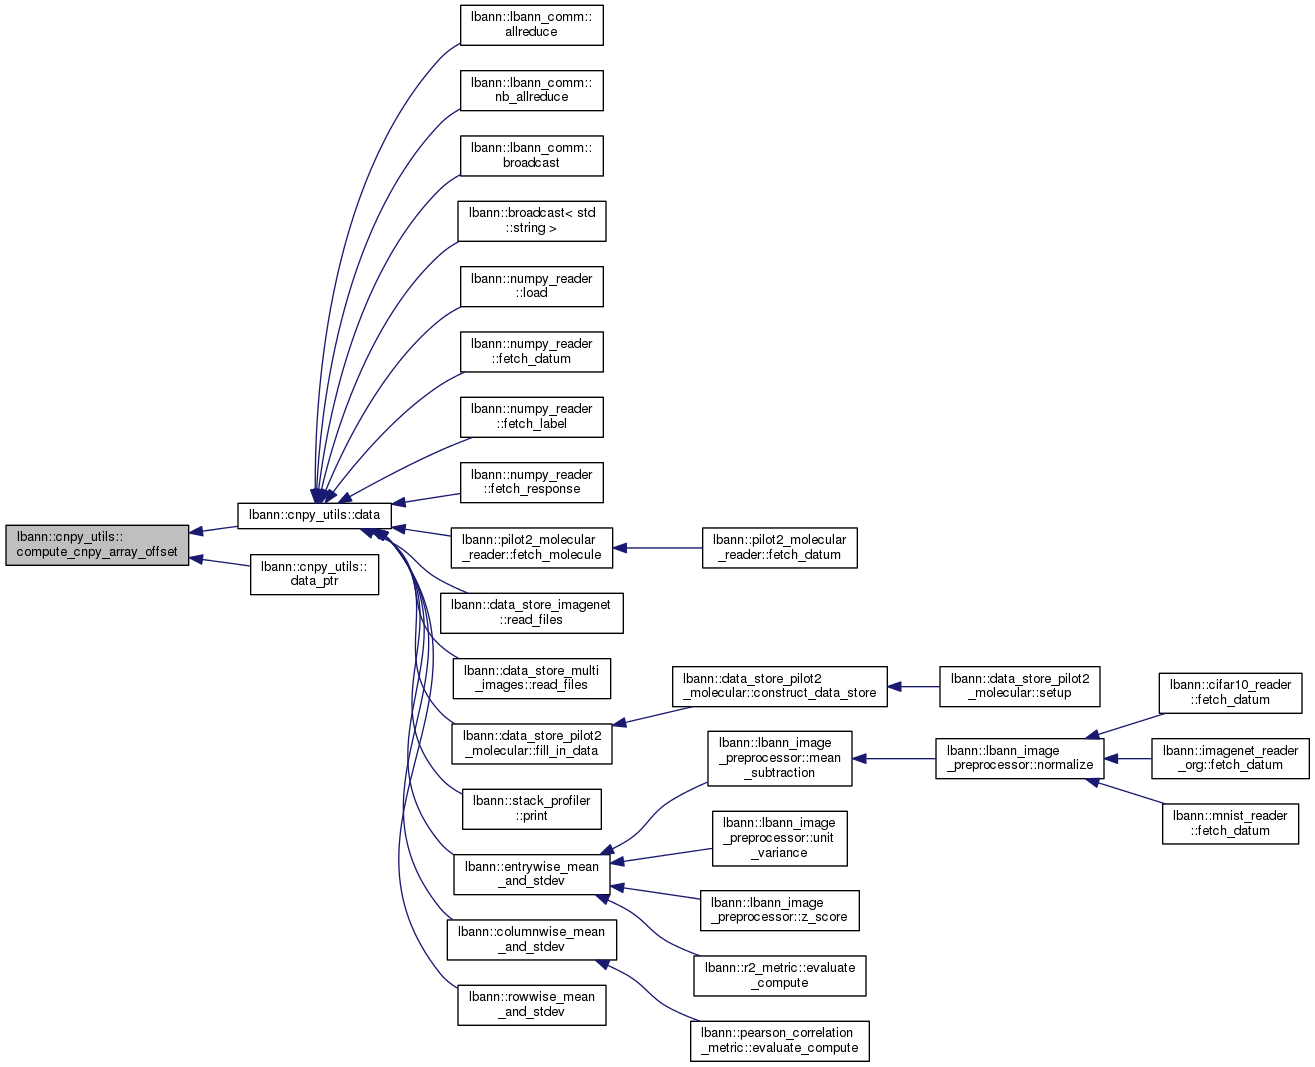 lbann::lbann_comm::
allreduce
lbann::lbann_comm::
nb_allreduce
lbann::lbann_comm::
broadcast
lbann::broadcast< std
::string >
lbann::numpy_reader
::load
lbann::numpy_reader
::fetch_datum
lbann::numpy_reader
::fetch_label
lbann::numpy_reader
::fetch_response
lbann::cnpy_utils::data
lbann::cnpy_utils::
compute_cnpy_array_offset
lbann::cnpy_utils::
data_ptr
lbann::pilot2_molecular
_reader::fetch_molecule
lbann::pilot2_molecular
_reader::fetch_datum
lbann::data_store_imagenet
::read_files
lbann::data_store_multi
_images::read_files
lbann::data_store_pilot2
_molecular::construct_data_store
lbann::data_store_pilot2
_molecular::setup
lbann::cifar10_reader
::fetch_datum
lbann::data_store_pilot2
_molecular::fill_in_data
lbann::lbann_image
_preprocessor::mean
_subtraction
lbann::lbann_image
_preprocessor::normalize
lbann::imagenet_reader
_org::fetch_datum
lbann::stack_profiler
::print
lbann::mnist_reader
::fetch_datum
lbann::lbann_image
_preprocessor::unit
_variance
lbann::entrywise_mean
_and_stdev
lbann::lbann_image
_preprocessor::z_score
lbann::columnwise_mean
_and_stdev
lbann::r2_metric::evaluate
_compute
lbann::rowwise_mean
_and_stdev
lbann::pearson_correlation
_metric::evaluate_compute